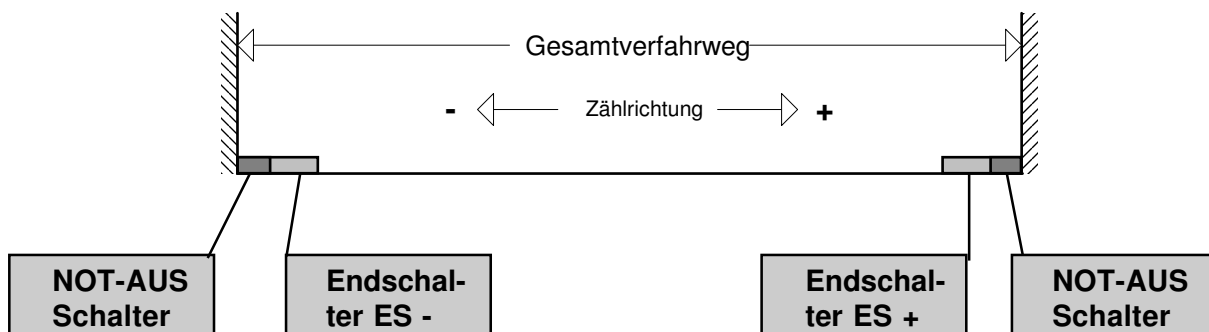 Gesamtverfahrweg
- Zählrichtung +
NOT-AUS
Schalter
Endschal-
ter ES -
Endschal-
ter ES +
NOT-AUS
Schalter